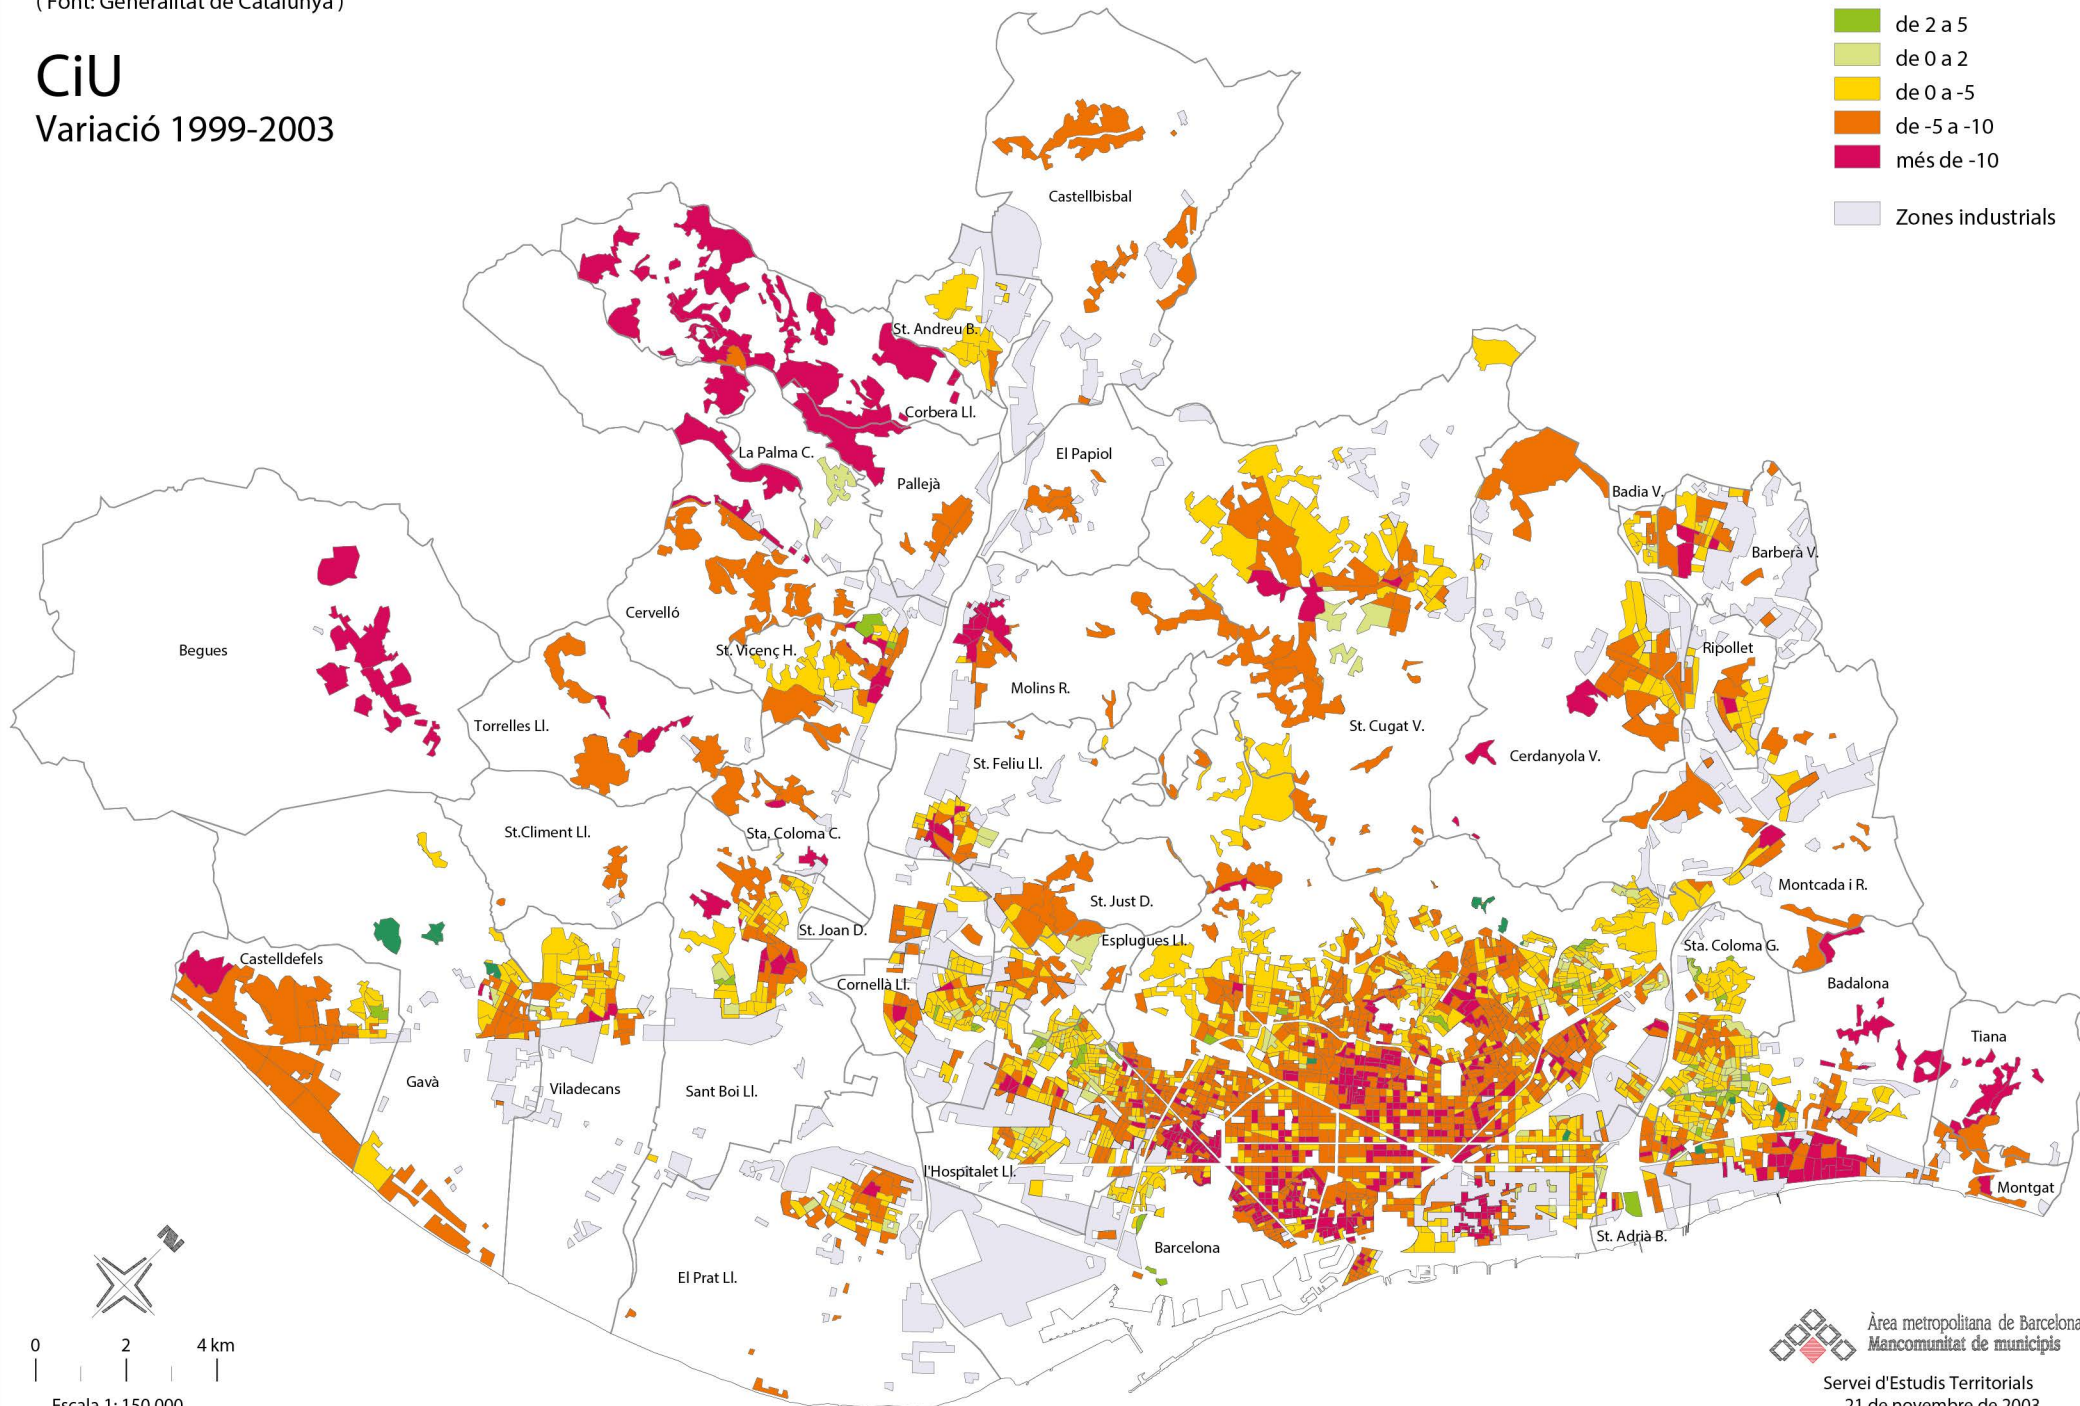 ( Font: Generalitat de Catalunya )
CiU
Variació 1999-2003
de 2 a 5
de 0 a 2
de 0 a -5
de -5 a -10
més de -10
Zones industrials
Castellbisbal
St. Andreu B.
Corbera Ll.
La Palma C.
El Papiol
Pallejà
Badia V.
Barberà V.
Cervelló
Begues
St. Vicenç H.
Ripollet
Molins R.
Torrelles Ll.
St. Cugat V.
Cerdanyola V.
St. Feliu Ll.
St.Climent Ll.
Sta. Coloma C.
Montcada i R.
St. Just D.
St. Joan D.
Esplugues Ll.
Sta. Coloma G.
Castelldefels
Cornellà Ll.
Badalona
Tiana
Gavà
Viladecans
Sant Boi Ll.
l'Hospitalet Ll.
Montgat
St. Adrià B.
Barcelona
El Prat Ll.
N
0 2 4 km
Escala 1: 150.000
Àrea metropolitana de Barcelona
Mancomunitat de municipis
Servei d'Estudis Territorials
21 de novembre de 2003